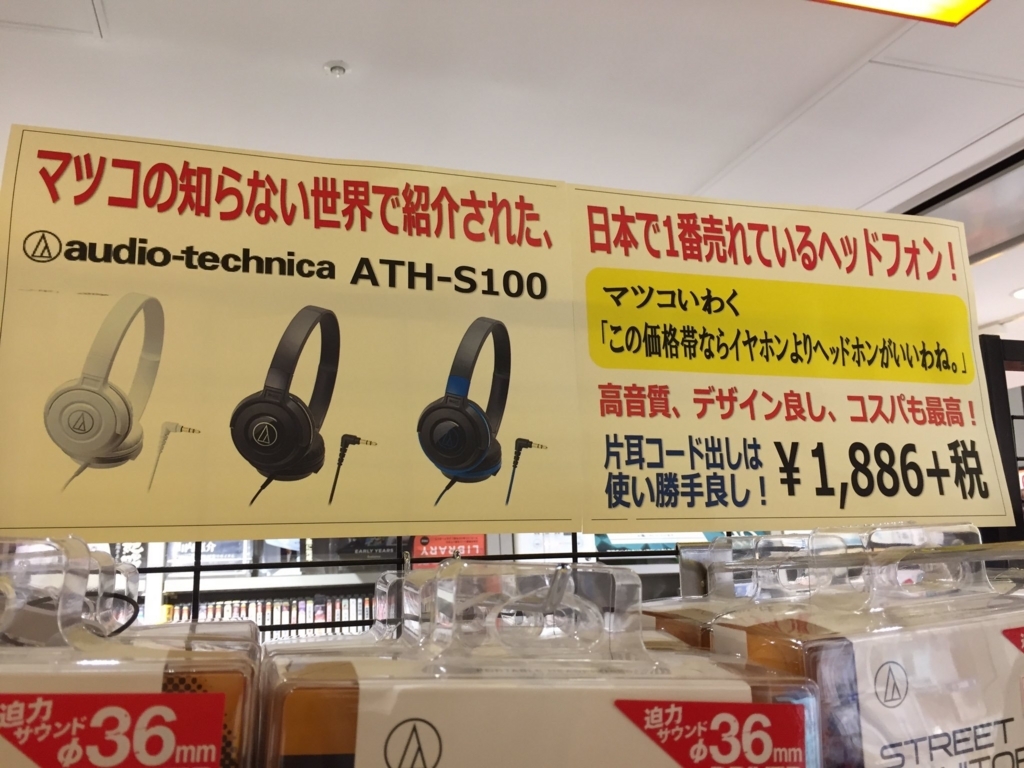 マツコの知らない世界で紹介された、
audio-technica ATH-S100
日本で1番売れているヘッドフォン!
マツコいわく
「この価格帯ならイヤホンよりヘッドホンがいいわね。」
高音質、デザイン良し、コスパも最高!
片耳コード出しは
使い勝手良し!
¥1,886+税
EARLY YEARS
LIBRARY
迫力
サウンド
φ36mm
迫力
サウンド
φ36mm
STREET